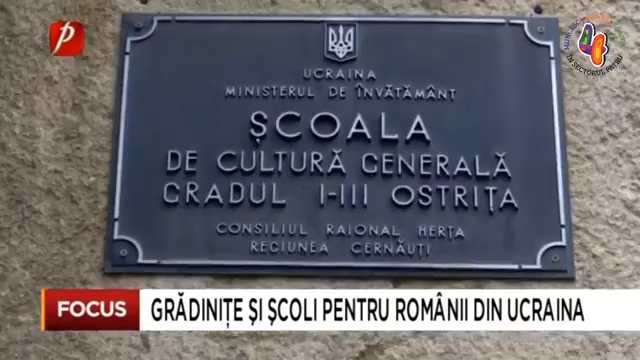 UCRAINA
MINISTERUL DE ÎNVĂTĂMÂNT
ȘCOALA
DE CULTURĂ GENERALĂ
GRADUL I-III OSTRIȚA
CONSILIUL RAIONAL HERȚA
REGIUNEA CERNĂUȚI
FOCUS
GRĂDINIȚE ȘI ȘCOLI PENTRU ROMÂNII DIN UCRAINA